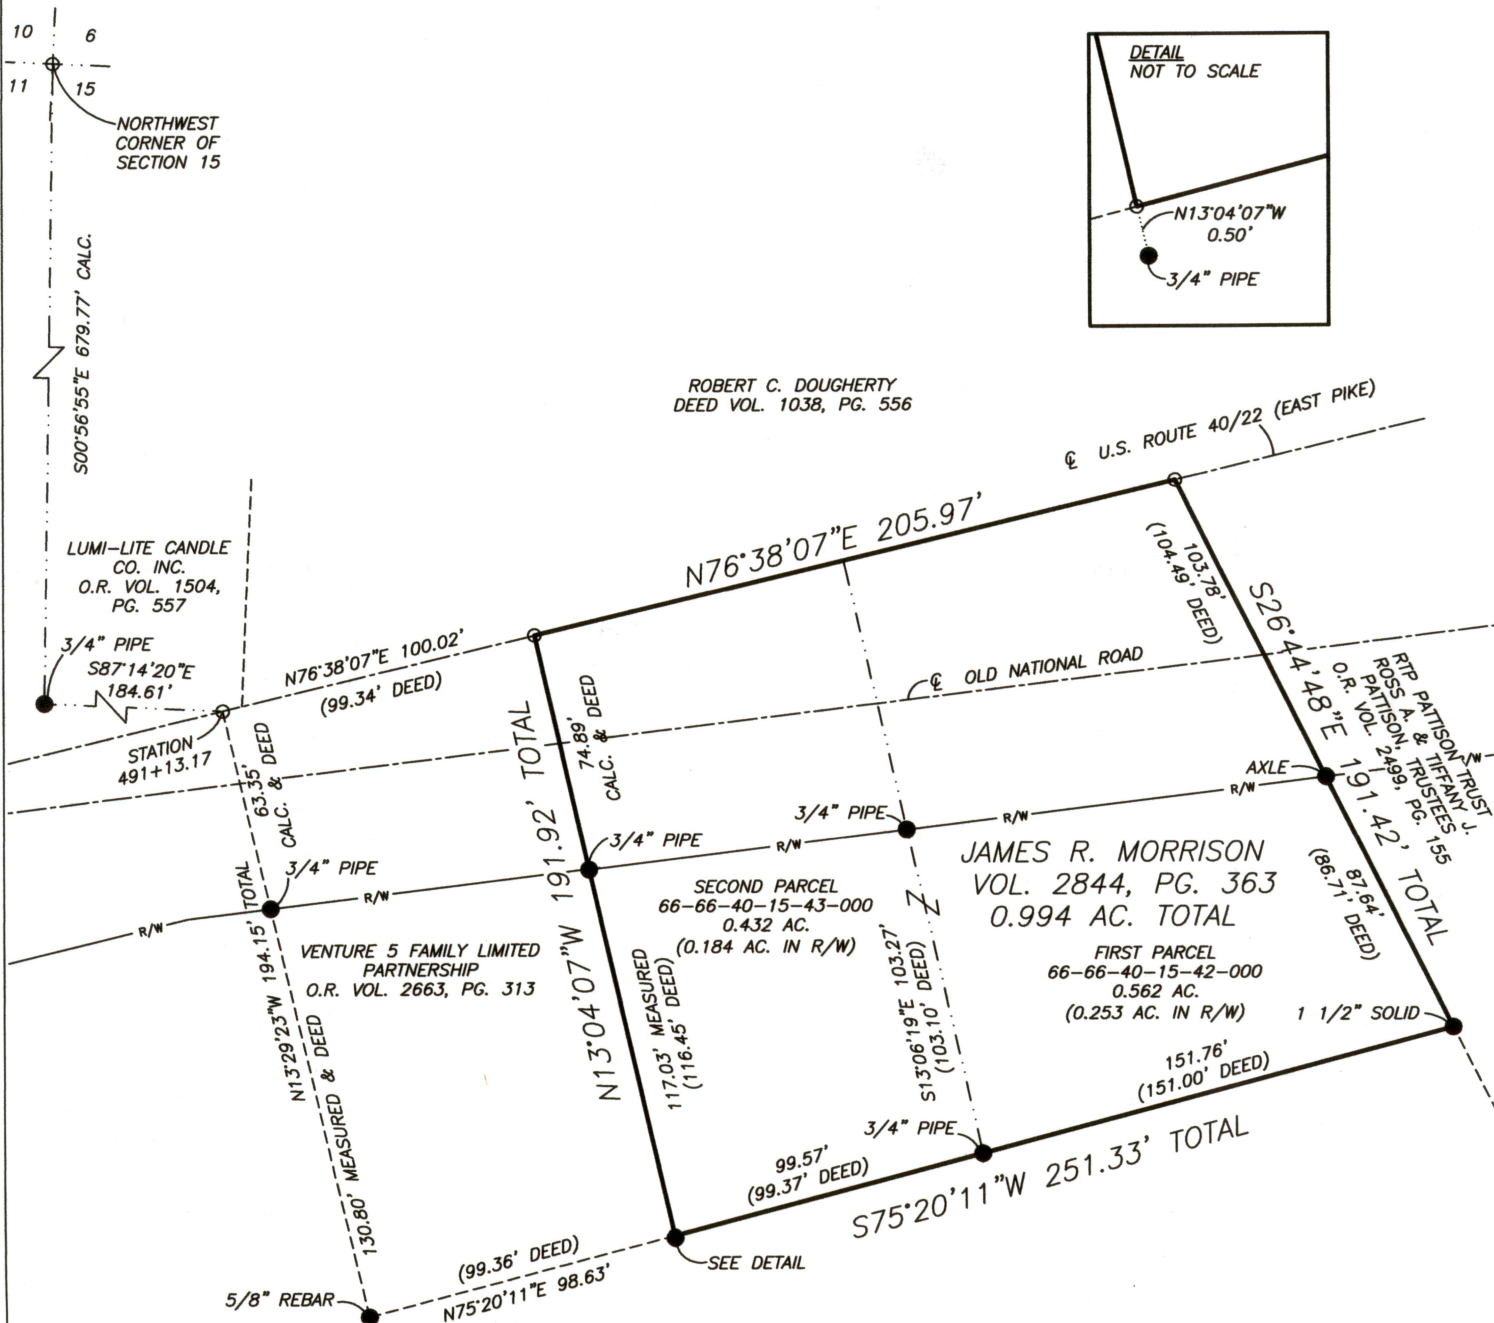 10
6
11
15
NORTHWEST
CORNER OF
SECTION 15
DETAIL
NOT TO SCALE
N13°04'07"W
0.50'
3/4" PIPE
S00°56'55"E 679.77' CALC.
ROBERT C. DOUGHERTY
DEED VOL. 1038, PG. 556
℄ U.S. ROUTE 40/22 (EAST PIKE)
LUMI-LITE CANDLE
CO. INC.
O.R. VOL. 1504,
PG. 557
3/4" PIPE
S87°14'20"E
184.61'
STATION
491+13.17
N76°38'07"E 100.02'
(99.34' DEED)
N76°38'07"E 205.97'
103.78'
(104.49' DEED)
S26°44'48"E 191.42' TOTAL
RTP PATTISON TRUST
ROSS A. & TIFFANY J.
PATTISON, TRUSTEES
O.R. VOL. 2499, PG. 155
℄ OLD NATIONAL ROAD
63.35'
CALC. & DEED
74.89'
CALC. & DEED
N13°04'07"W 191.92' TOTAL
AXLE
R/W
R/W
R/W
R/W
R/W
R/W
3/4" PIPE
3/4" PIPE
3/4" PIPE
JAMES R. MORRISON
VOL. 2844, PG. 363
0.994 AC. TOTAL
SECOND PARCEL
66-66-40-15-43-000
0.432 AC.
(0.184 AC. IN R/W)
VENTURE 5 FAMILY LIMITED
PARTNERSHIP
O.R. VOL. 2663, PG. 313
FIRST PARCEL
66-66-40-15-42-000
0.562 AC.
(0.253 AC. IN R/W)
87.64'
(86.71' DEED)
1 1/2" SOLID
N13°29'23"W 194.15' TOTAL
130.80' MEASURED & DEED
117.03' MEASURED
(116.45' DEED)
S13°06'19"E 103.27'
(103.10' DEED)
151.76'
(151.00' DEED)
3/4" PIPE
99.57'
(99.37' DEED)
S75°20'11"W 251.33' TOTAL
SEE DETAIL
(99.36' DEED)
N75°20'11"E 98.63'
5/8" REBAR